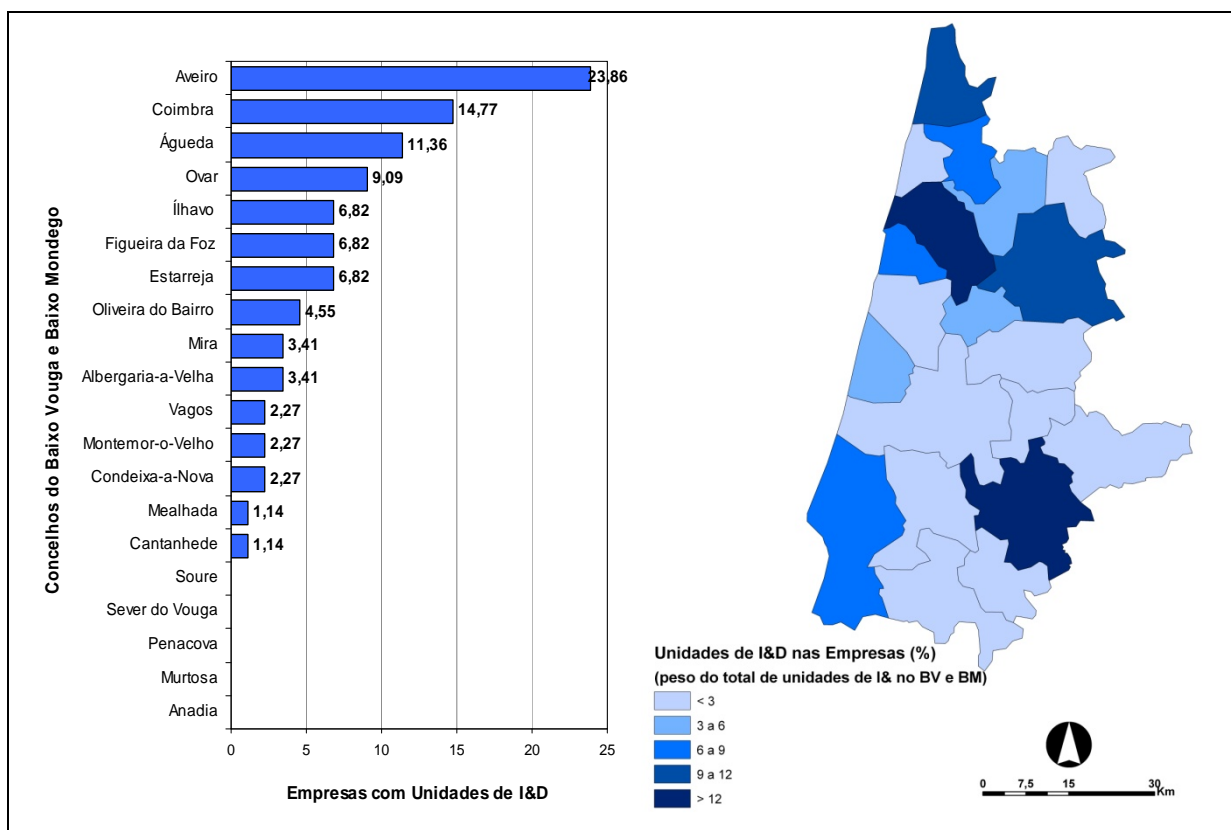 Concelhos do Baixo Vouga e Baixo Mondego
Aveiro
23,86
Coimbra
14,77
Águeda
11,36
Ovar
9,09
Ílhavo
6,82
Figueira da Foz
6,82
Estarreja
6,82
Oliveira do Bairro
4,55
Mira
3,41
Albergaria-a-Velha
3,41
Vagos
2,27
Montemor-o-Velho
2,27
Condeixa-a-Nova
2,27
Mealhada
1,14
Cantanhede
1,14
Soure
Sever do Vouga
Penacova
Murtosa
Anadia
0 5 10 15 20 25
Empresas com Unidades de I&D
Unidades de I&D nas Empresas (%)
(peso do total de unidades de I& no BV e BM)
< 3
3 a 6
6 a 9
9 a 12
> 12
0 7,5 15 30
Km